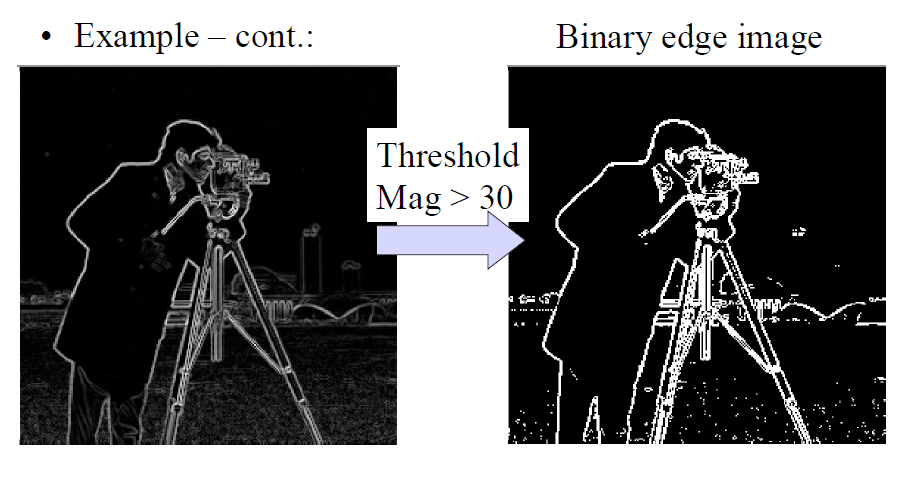 • Example – cont.:
Binary edge image
Threshold
Mag > 30